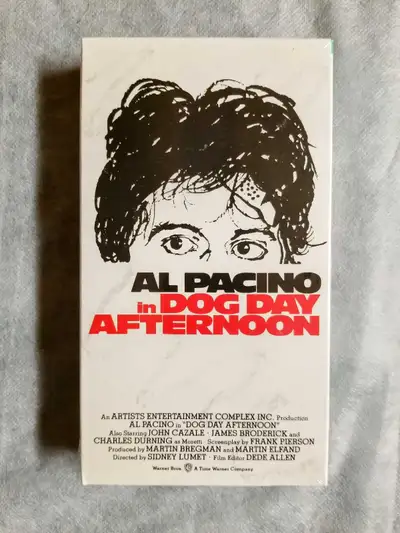 AL PACINO
in DOG DAY
AFTERNOON
An ARTISTS ENTERTAINMENT COMPLEX INC. Production
AL PACINO in "DOG DAY AFTERNOON"
Also Starring JOHN CAZALE · JAMES BRODERICK and
CHARLES DURNING as Moretti Screenplay by FRANK PIERSON
Produced by MARTIN BREGMAN and MARTIN ELFAND
Directed by SIDNEY LUMET · Film Editor DEDE ALLEN
Warner Bros. A Time Warner Company